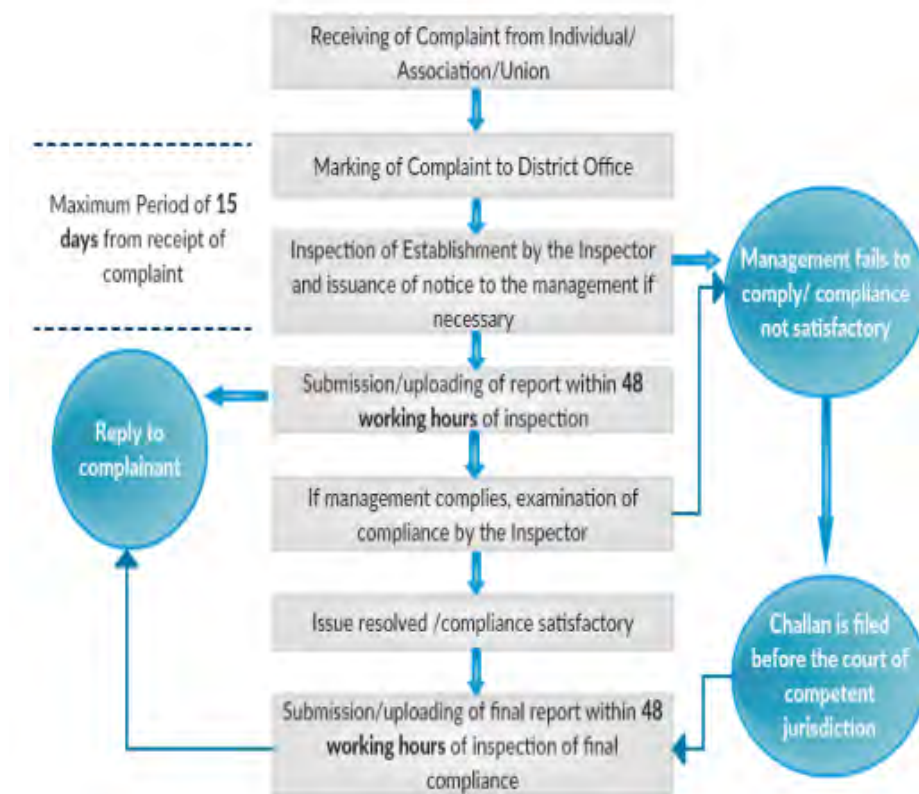 Receiving of Complaint from Individual/
Association/Union
Marking of Complaint to District Office
Maximum Period of 15
days from receipt of
complaint
Inspection of Establishment by the Inspector
and issuance of notice to the management if
necessary
Management fails to
comply/ compliance
not satisfactory
Submission/uploading of report within 48
working hours of inspection
Reply to
complainant
If management complies, examination of
compliance by the Inspector
Issue resolved /compliance satisfactory
Challan is filed
before the court of
competent
jurisdiction
Submission/uploading of final report within 48
working hours of inspection of final
compliance